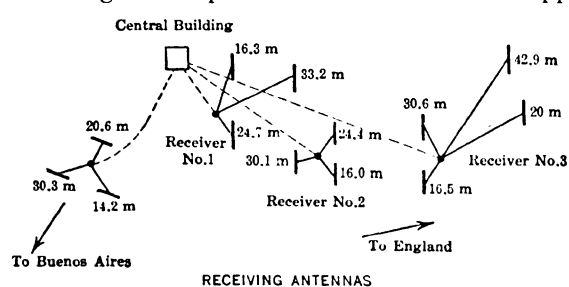 Central Building
16.3 m
33.2 m
42.9 m
30.6 m
20 m
20.6 m
Receiver
No.1
24.7 m
24.4 m
30.1 m
Receiver No.3
30.3 m
14.2 m
16.0 m
16.5 m
Receiver No.2
To England
To Buenos Aires
RECEIVING ANTENNAS